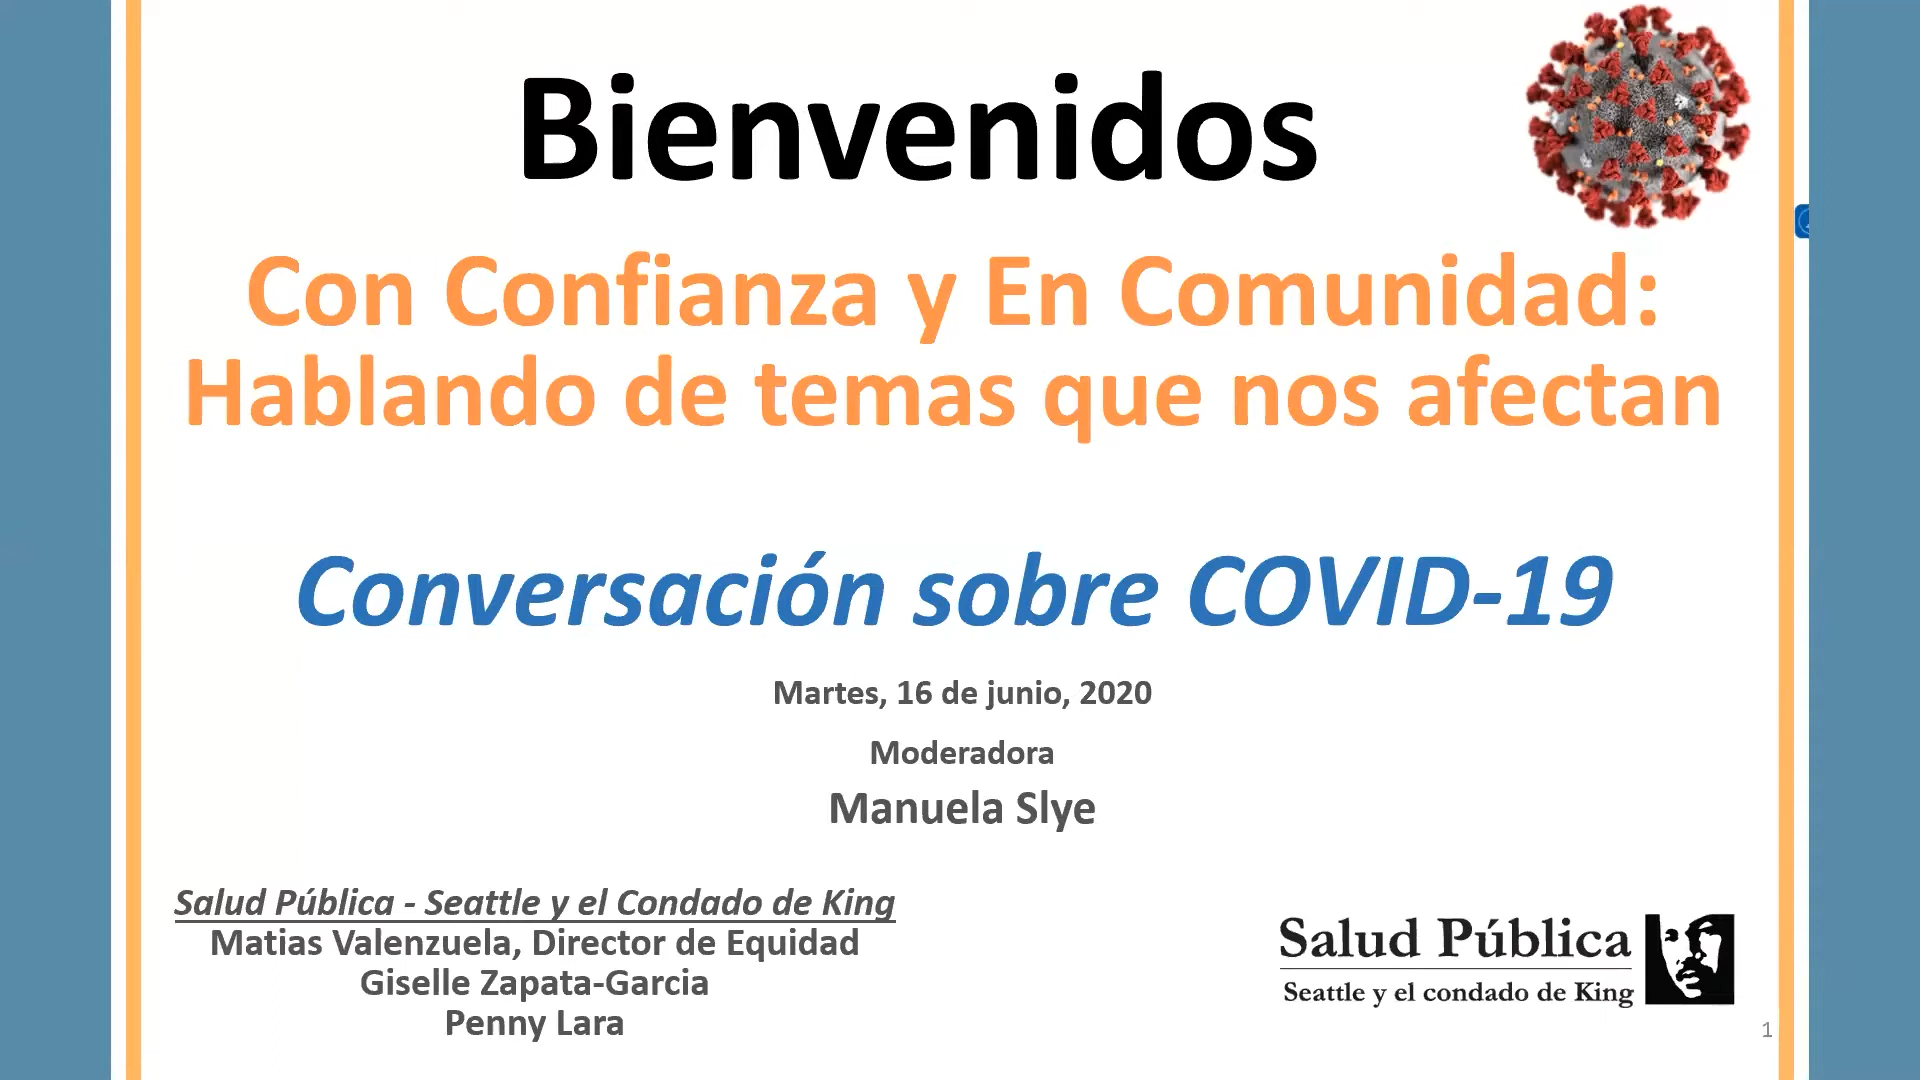 Bienvenidos
Con Confianza y En Comunidad:
Hablando de temas que nos afectan
Conversación sobre COVID-19
Martes, 16 de junio, 2020
Moderadora
Manuela Slye
Salud Pública - Seattle y el Condado de King
Matias Valenzuela, Director de Equidad
Giselle Zapata-Garcia
Penny Lara
Salud Pública
Seattle y el condado de King
1